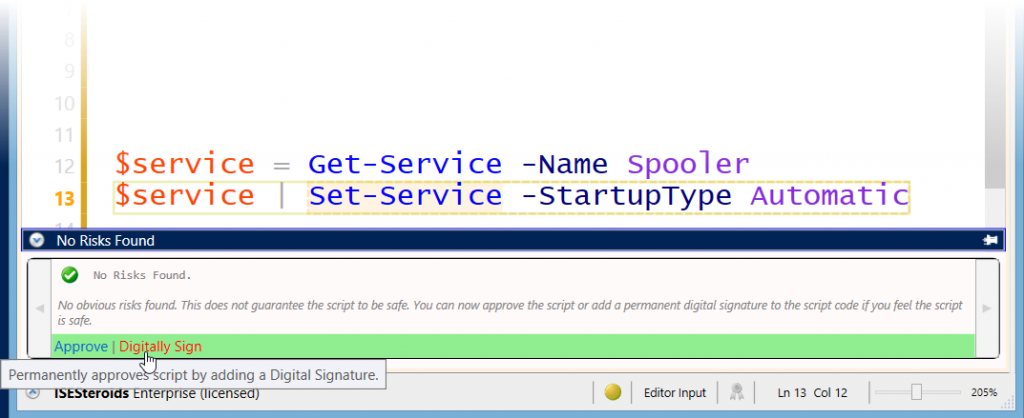 8
9
10
11
12 $service = Get-Service -Name Spooler
13 $service | Set-Service -StartupType Automatic
14
No Risks Found
No Risks Found.
No obvious risks found. This does not guarantee the script to be safe. You can now approve the script or add a permanent digital signature to the script code if you feel the script
is safe.
Approve | Digitally Sign
Permanently approves script by adding a Digital Signature.
ISESteroids Enterprise (licensed) Editor Input Ln 13 Col 12 205%